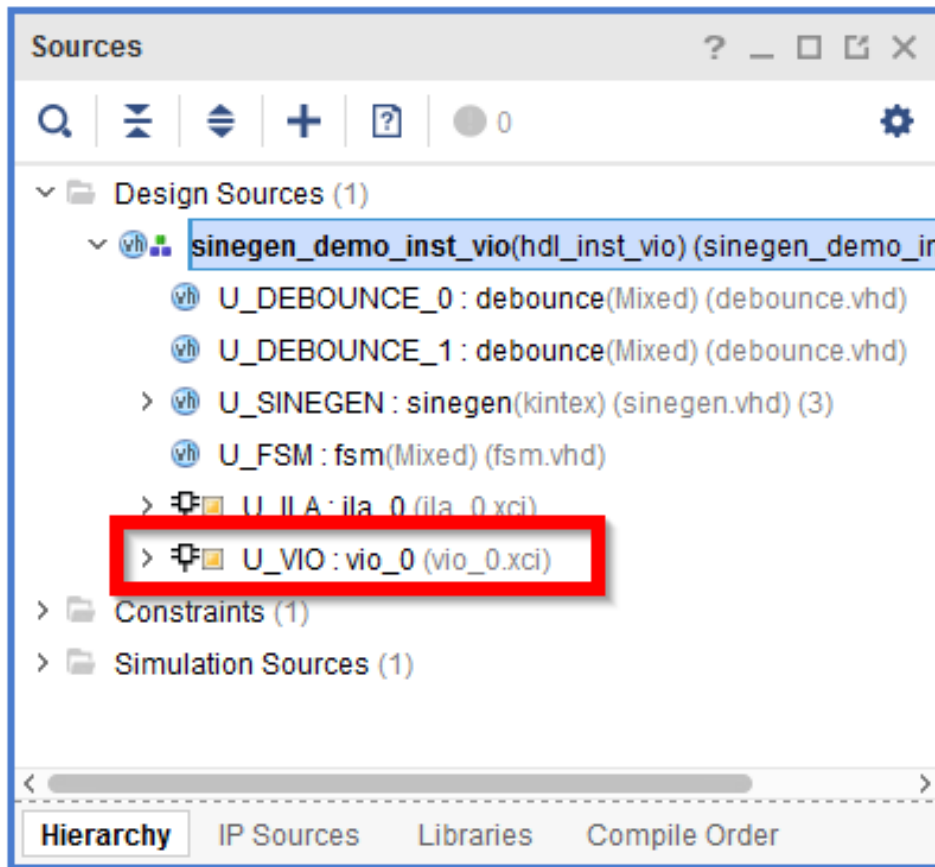 Sources
0
Design Sources (1)
sinegen_demo_inst_vio(hdl_inst_vio) (sinegen_demo_in
U_DEBOUNCE_0 : debounce(Mixed) (debounce.vhd)
U_DEBOUNCE_1 : debounce(Mixed) (debounce.vhd)
U_SINEGEN : sinegen(kintex) (sinegen.vhd) (3)
U_FSM : fsm(Mixed) (fsm.vhd)
U_ILA : ila_0 (ila_0.xci)
U_VIO : vio_0 (vio_0.xci)
Constraints (1)
Simulation Sources (1)
Hierarchy IP Sources Libraries Compile Order